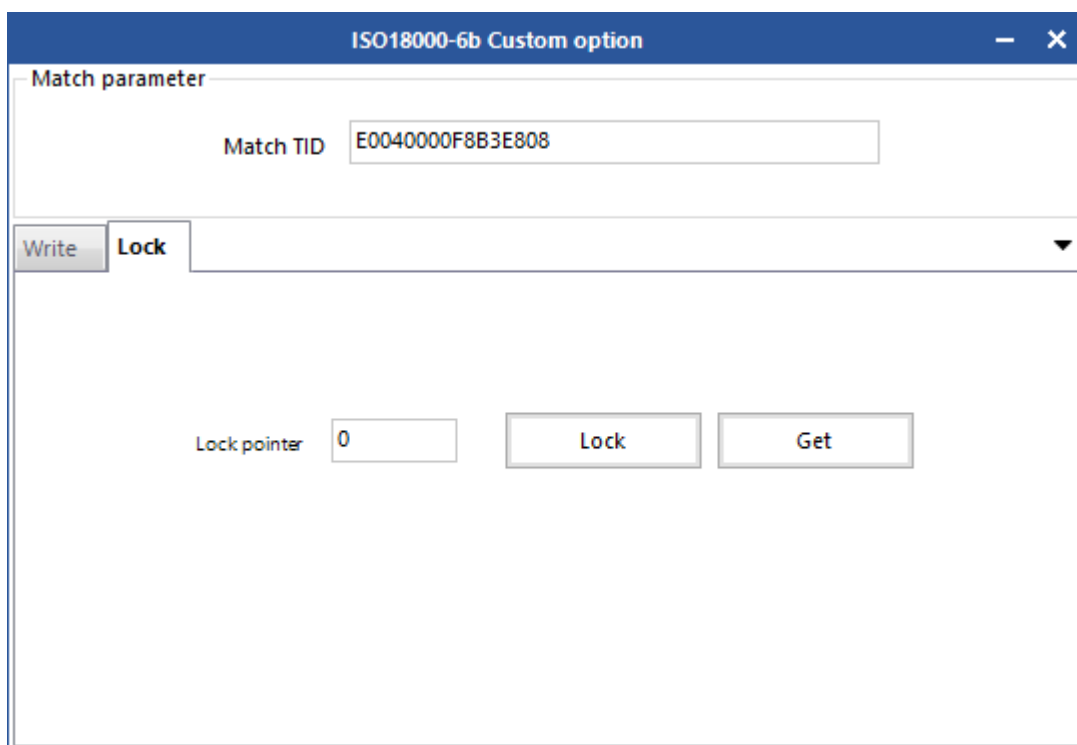 ISO18000-6b Custom option
Match parameter
Match TID E0040000F8B3E808
Write Lock
Lock pointer 0 Lock Get